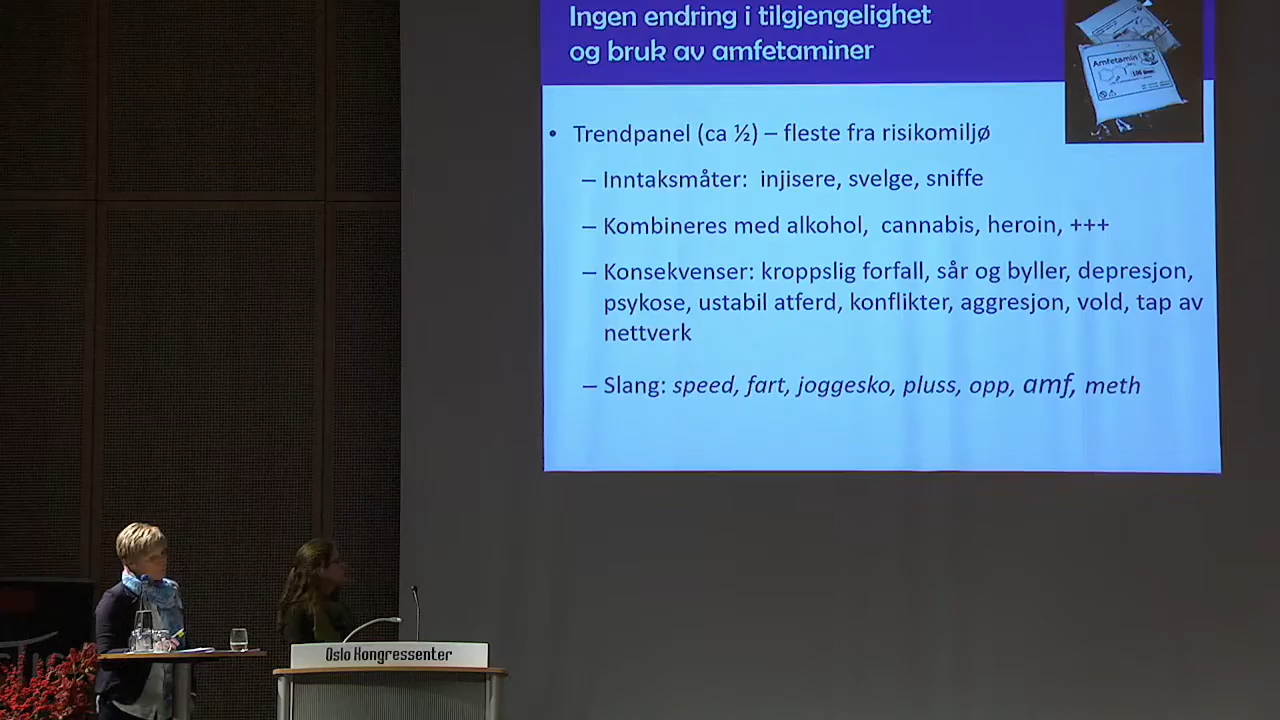 Ingen endring i tilgjengelighet
og bruk av amfetaminer
Amfetamin
• Trendpanel (ca ½) – fleste fra risikomiljø
– Inntaksmåter: injisere, svelge, sniffe
– Kombineres med alkohol, cannabis, heroin, +++
– Konsekvenser: kroppslig forfall, sår og byller, depresjon,
psykose, ustabil atferd, konflikter, aggresjon, vold, tap av
nettverk
– Slang: speed, fart, joggesko, pluss, opp, amf, meth
Oslo Kongressenter